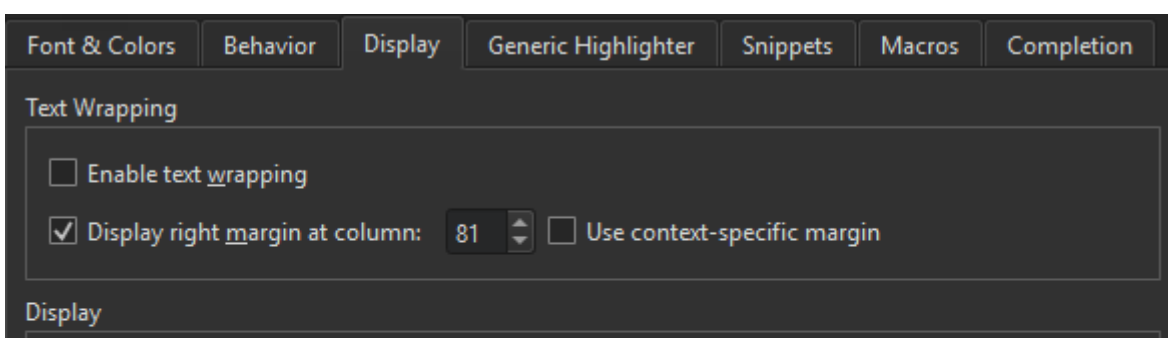 Font & Colors Behavior Display Generic Highlighter Snippets Macros Completion
Text Wrapping
Enable text wrapping
Display right margin at column: 81 Use context-specific margin
Display